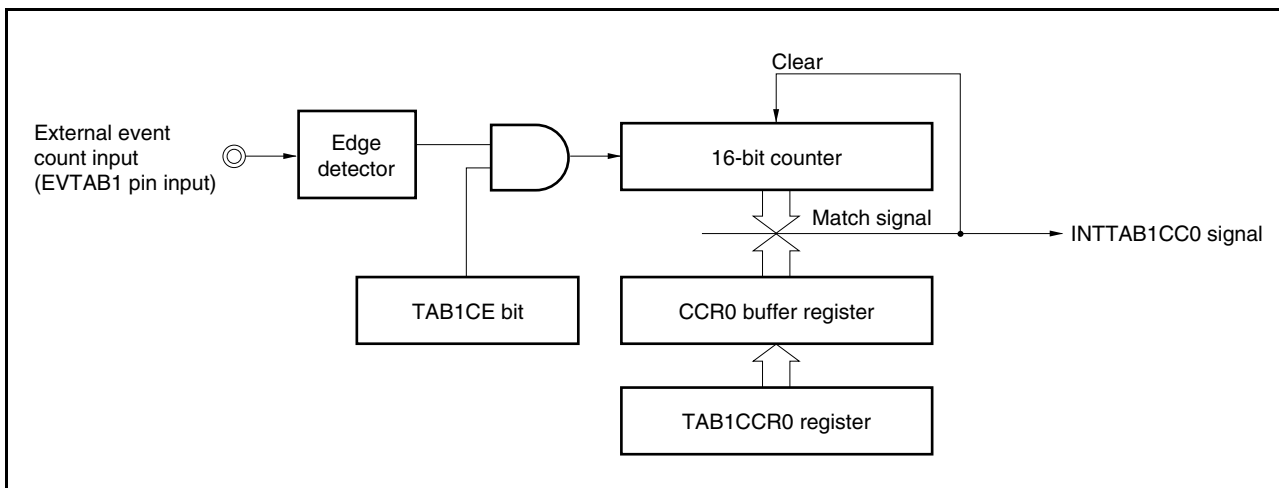 Clear
External event
count input
(EVTAB1 pin input)
Edge
detector
16-bit counter
Match signal
INTTAB1CC0 signal
TAB1CE bit
CCR0 buffer register
TAB1CCR0 register